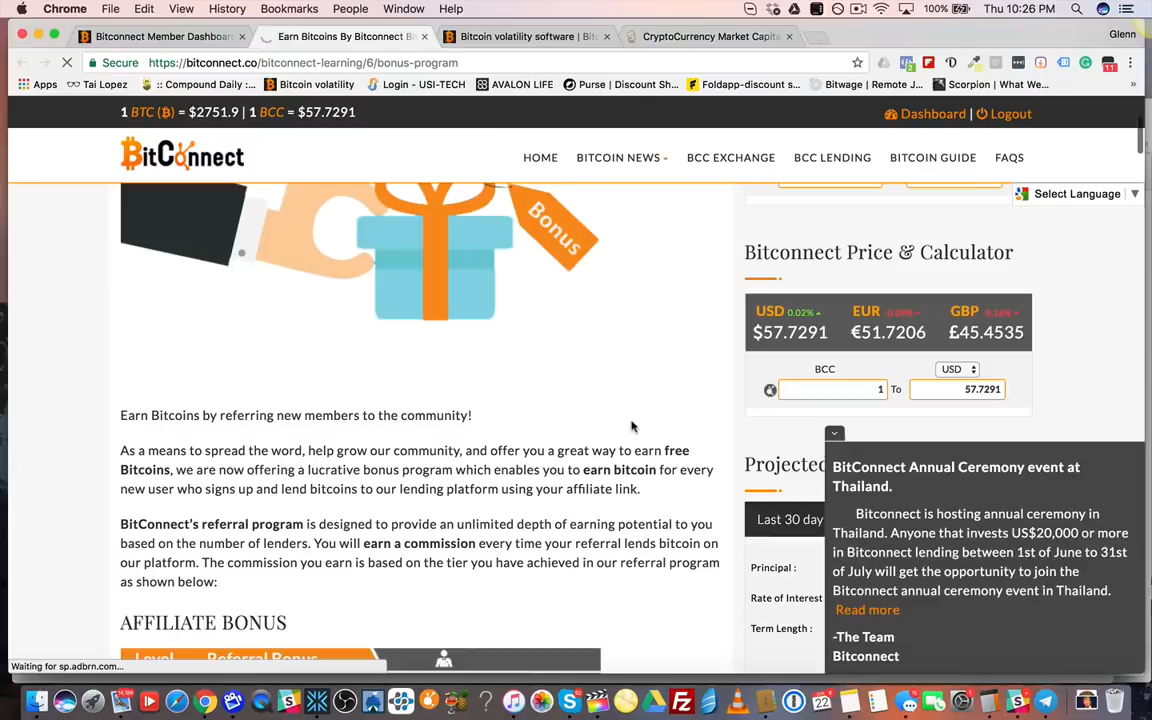 Chrome File Edit View History Bookmarks People Window Help 100% Thu 10:26 PM
Bitconnect Member Dashboard Earn Bitcoins By Bitconnect Bi Bitcoin volatility software | Bit CryptoCurrency Market Capita Glenn
Secure https://bitconnect.co/bitconnect-learning/6/bonus-program
Apps Tai Lopez :: Compound Daily :... Bitcoin volatility Login - USI-TECH AVALON LIFE Purse | Discount Sh... Foldapp-discount s... Bitwage | Remote J... Scorpion | What We...
1 BTC (₿) = $2751.9 | 1 BCC = $57.7291 Dashboard | Logout
BitConnect HOME BITCOIN NEWS BCC EXCHANGE BCC LENDING BITCOIN GUIDE FAQS
Select Language
Bonus
Bitconnect Price & Calculator
USD 0.02% EUR GBP
$57.7291 €51.7206 £45.4535
BCC USD
1 To 57.7291
Earn Bitcoins by referring new members to the community!
As a means to spread the word, help grow our community, and offer you a great way to earn free
Bitcoins, we are now offering a lucrative bonus program which enables you to earn bitcoin for every
new user who signs up and lend bitcoins to our lending platform using your affiliate link.
BitConnect's referral program is designed to provide an unlimited depth of earning potential to you
based on the number of lenders. You will earn a commission every time your referral lends bitcoin on
our platform. The commission you earn is based on the tier you have achieved in our referral program
as shown below:
AFFILIATE BONUS
Level Referral Bonus
Projected
Last 30 day
Principal :
Rate of Interest
Term Length :
BitConnect Annual Ceremony event at
Thailand.
Bitconnect is hosting annual ceremony in
Thailand. Anyone that invests US$20,000 or more
in Bitconnect lending between 1st of June to 31st
of July will get the opportunity to join the
Bitconnect annual ceremony event in Thailand.
Read more
-The Team
Bitconnect
Waiting for sp.adbrn.com...